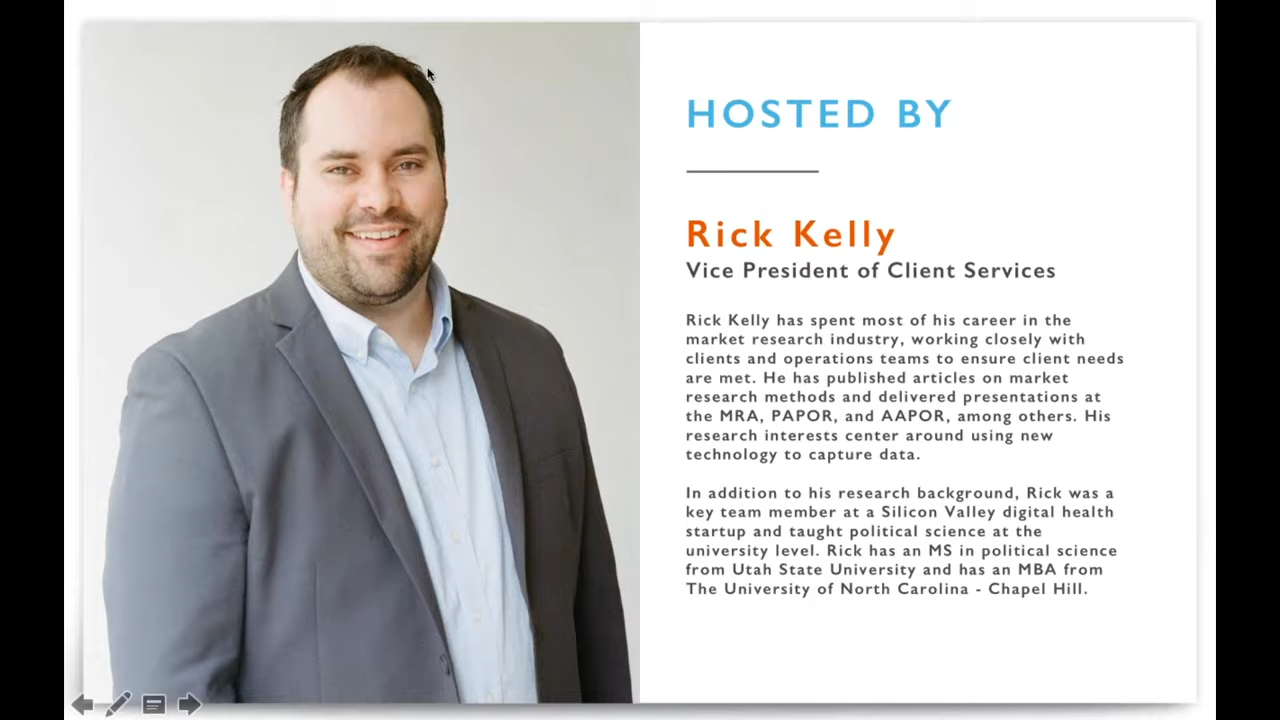 HOSTED BY
Rick Kelly
Vice President of Client Services
Rick Kelly has spent most of his career in the
market research industry, working closely with
clients and operations teams to ensure client needs
are met. He has published articles on market
research methods and delivered presentations at
the MRA, PAPOR, and AAPOR, among others. His
research interests center around using new
technology to capture data.
In addition to his research background, Rick was a
key team member at a Silicon Valley digital health
startup and taught political science at the
university level. Rick has an MS in political science
from Utah State University and has an MBA from
The University of North Carolina - Chapel Hill.